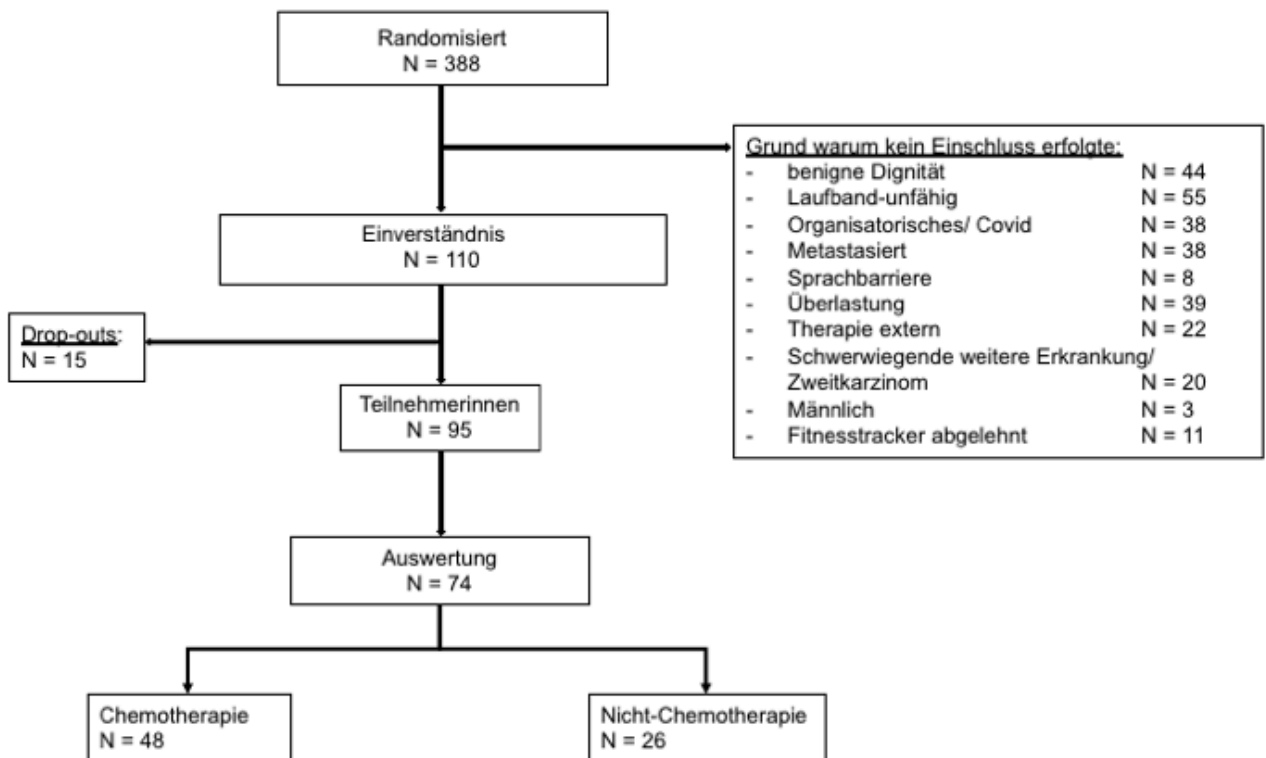 Randomisiert
N = 388
Grund warum kein Einschluss erfolgte:
- benigne Dignität N = 44
- Laufband-unfähig N = 55
- Organisatorisches/ Covid N = 38
- Metastasiert N = 38
- Sprachbarriere N = 8
- Überlastung N = 39
- Therapie extern N = 22
- Schwerwiegende weitere Erkrankung/
Zweitkarzinom N = 20
- Männlich N = 3
- Fitnesstracker abgelehnt N = 11
Einverständnis
N = 110
Drop-outs:
N = 15
Teilnehmerinnen
N = 95
Auswertung
N = 74
Chemotherapie
N = 48
Nicht-Chemotherapie
N = 26